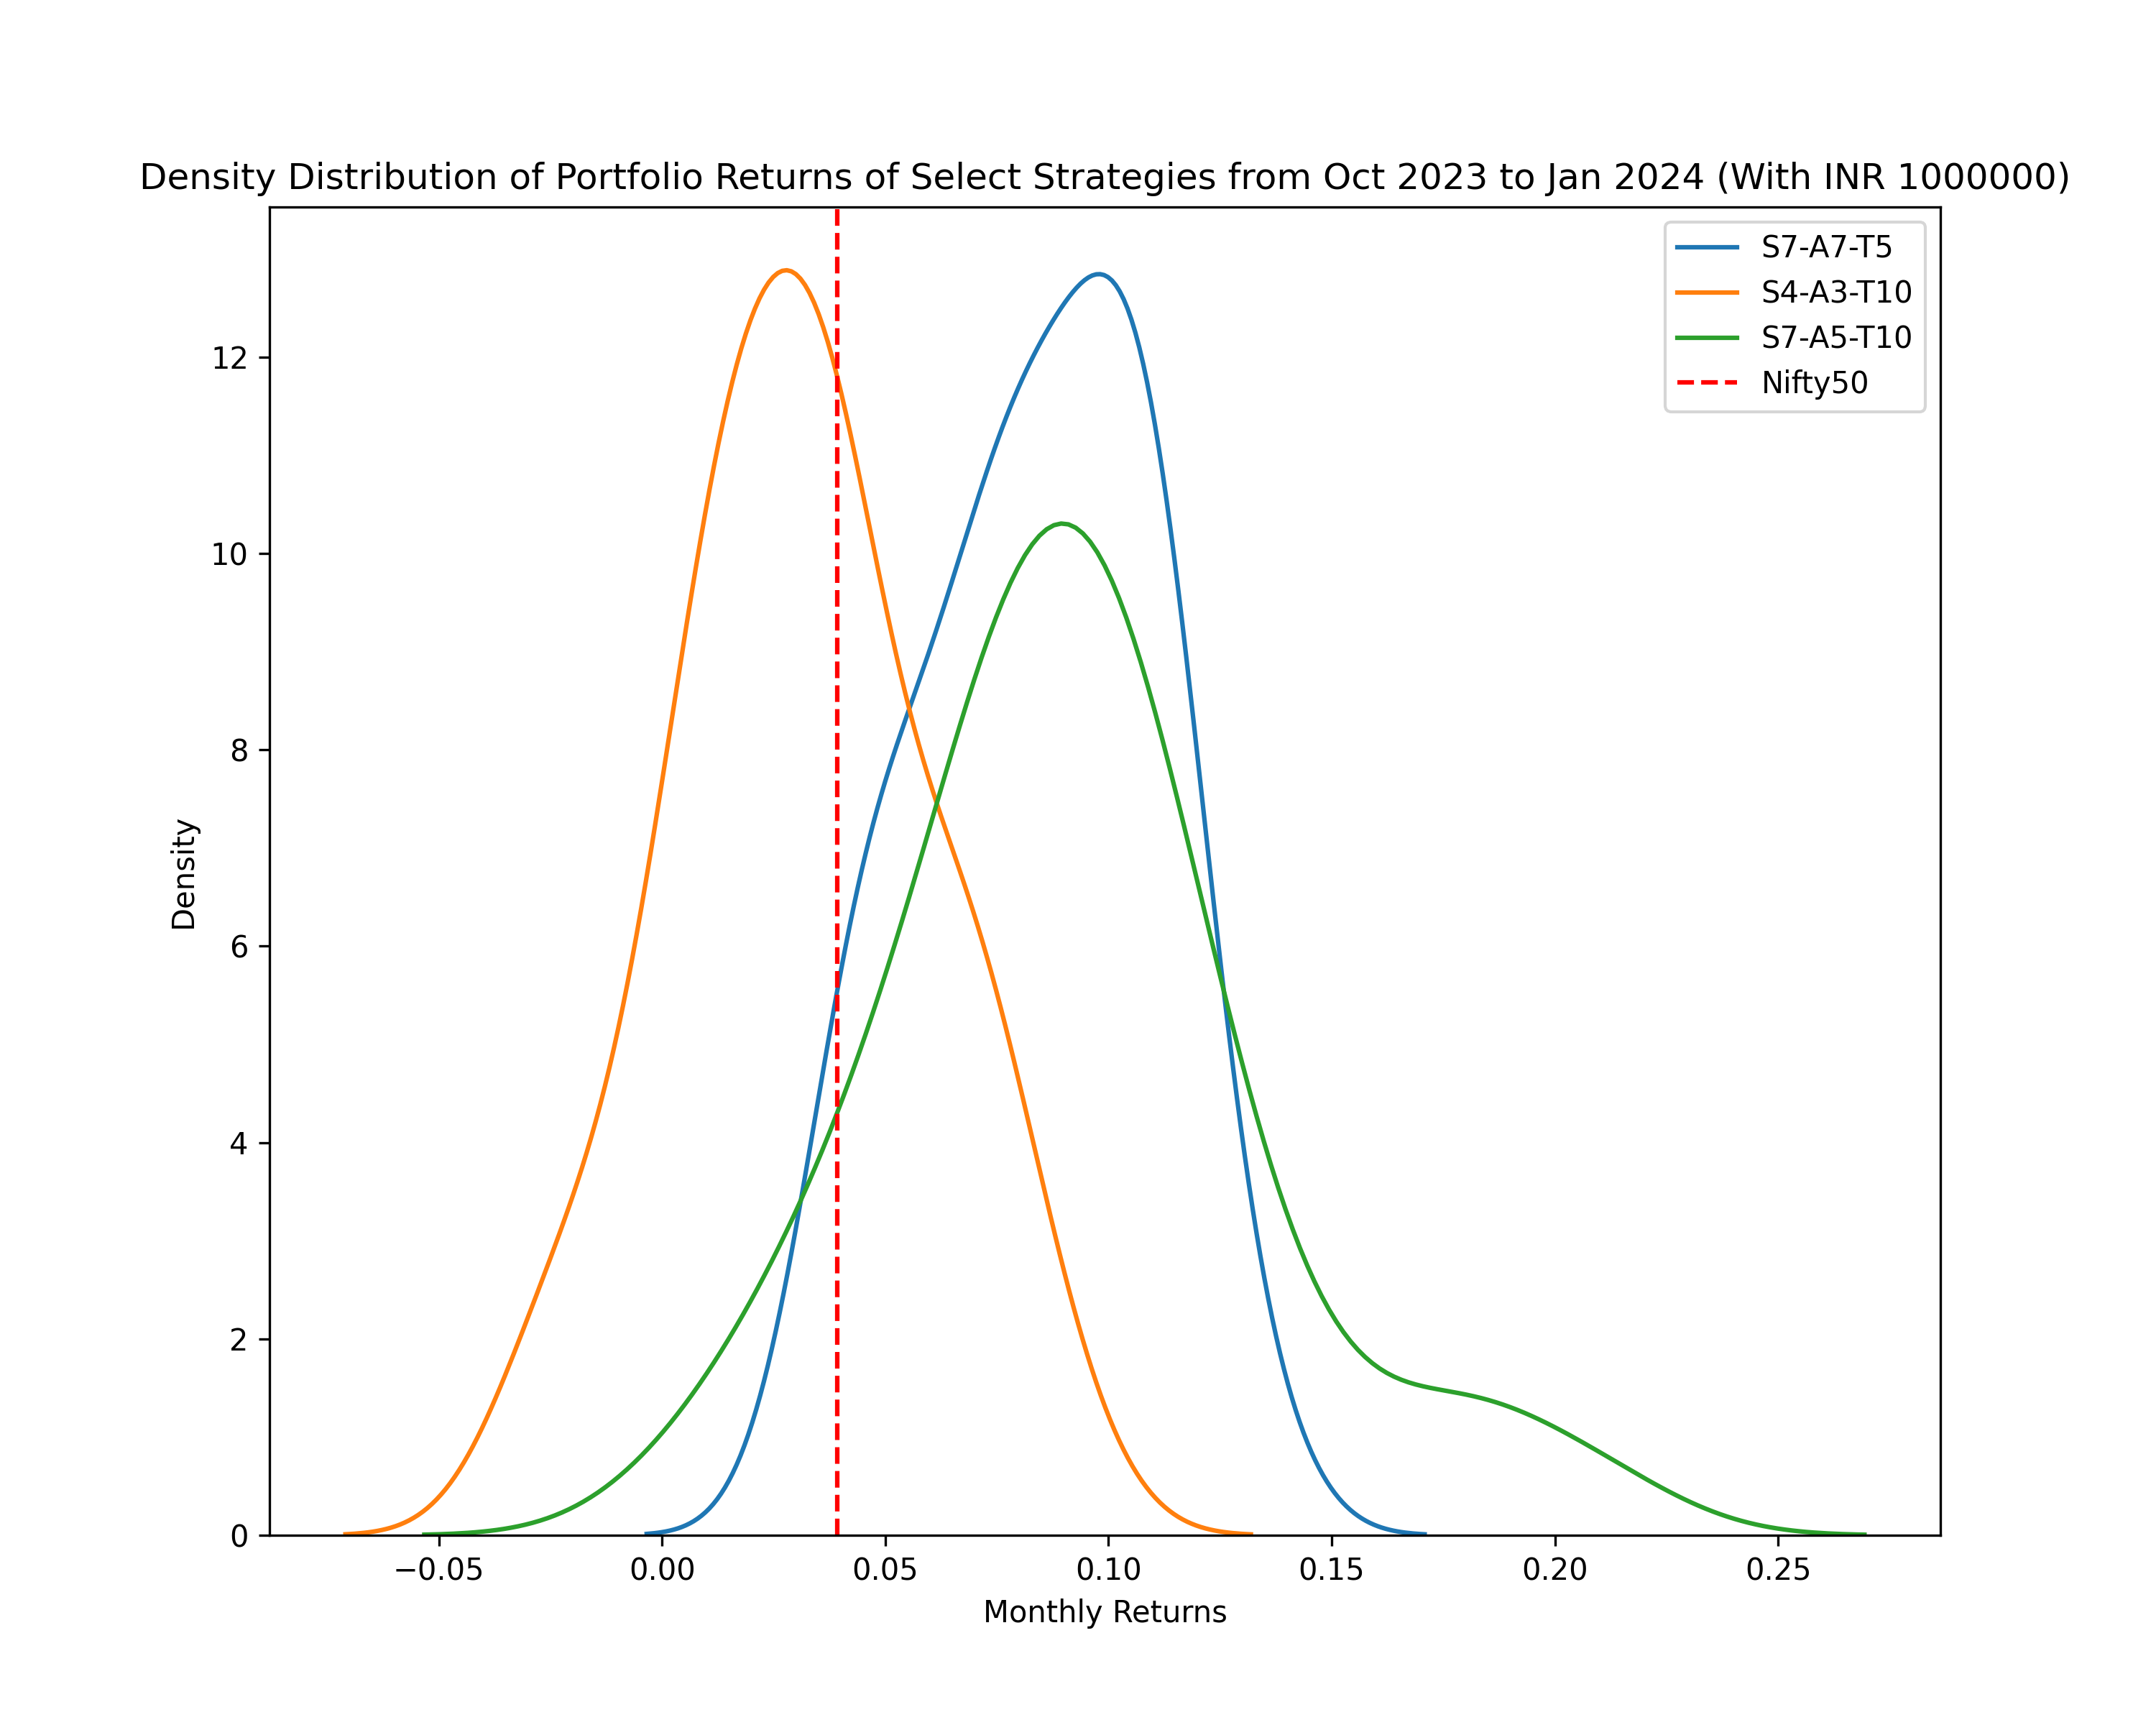 Density Distribution of Portfolio Returns of Select Strategies from Oct 2023 to Jan 2024 (With INR 1000000)
S7-A7-T5
S4-A3-T10
S7-A5-T10
Nifty50
Density
12
10
8
6
4
2
0
−0.05 0.00 0.05 0.10 0.15 0.20 0.25
Monthly Returns